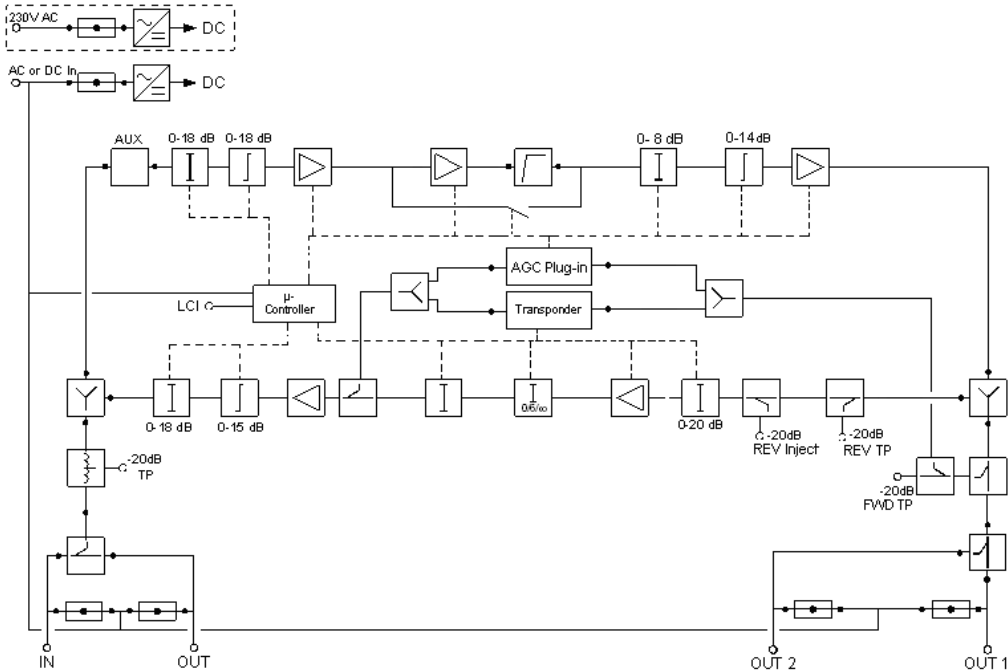 230V AC
DC
AC or DC In
DC
AUX
0-18 dB
0-18 dB
0- 8 dB
0-14dB
AGC Plug-in
Transponder
LCI
µ-
Controller
0/6/∞
0-18 dB
0-15 dB
0-20 dB
-20dB
REV Inject
-20dB
REV TP
-20dB
TP
-20dB
FWD TP
IN
OUT
OUT 2
OUT 1